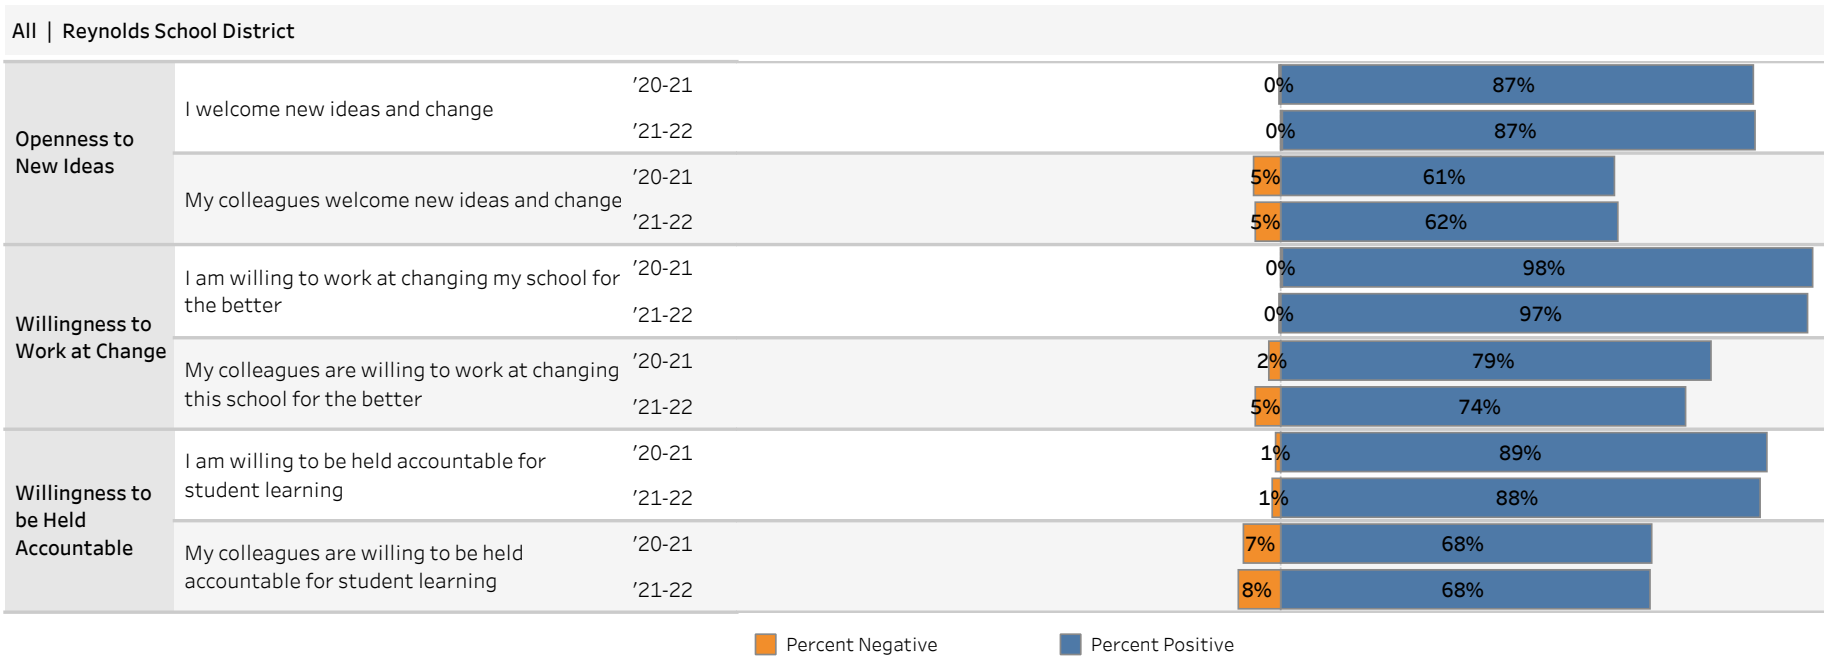 All | Reynolds School District
Openness to
New Ideas
I welcome new ideas and change
'20-21
0%
87%
'21-22
0%
87%
My colleagues welcome new ideas and change
'20-21
5%
61%
'21-22
5%
62%
Willingness to
Work at Change
I am willing to work at changing my school for
the better
'20-21
0%
98%
'21-22
0%
97%
My colleagues are willing to work at changing
this school for the better
'20-21
2%
79%
'21-22
5%
74%
Willingness to
be Held
Accountable
I am willing to be held accountable for
student learning
'20-21
1%
89%
'21-22
1%
88%
My colleagues are willing to be held
accountable for student learning
'20-21
7%
68%
'21-22
8%
68%
Percent Negative
Percent Positive